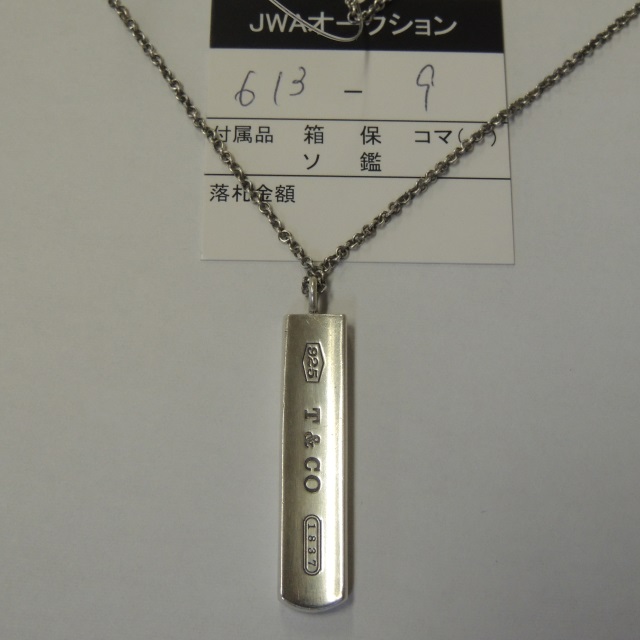 JWAオークション
613 - 9
付属品 箱 保 コマ( )
ソ 鑑
落札金額
925
T & CO
1837